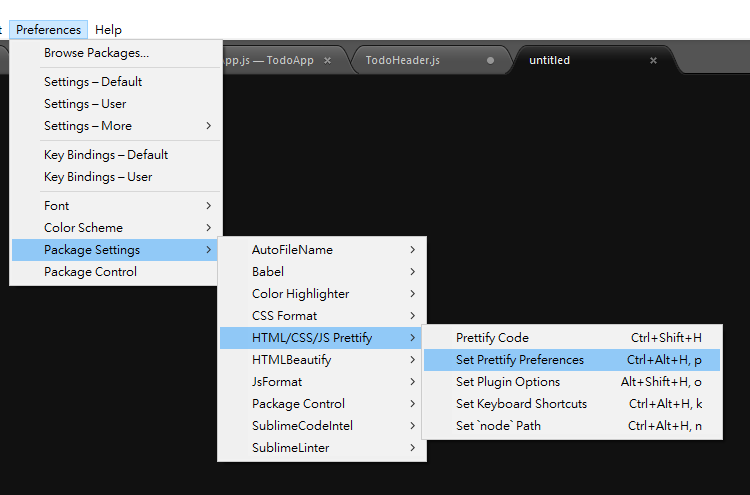 Preferences Help
Browse Packages...
App.js — TodoApp ×
TodoHeader.js
untitled ×
Settings – Default
Settings – User
Settings – More
Key Bindings – Default
Key Bindings – User
Font
Color Scheme
Package Settings
Package Control
AutoFileName
Babel
Color Highlighter
CSS Format
HTML/CSS/JS Prettify
HTMLBeautify
JsFormat
Package Control
SublimeCodeIntel
SublimeLinter
Prettify Code Ctrl+Shift+H
Set Prettify Preferences Ctrl+Alt+H, p
Set Plugin Options Alt+Shift+H, o
Set Keyboard Shortcuts Ctrl+Alt+H, k
Set `node` Path Ctrl+Alt+H, n